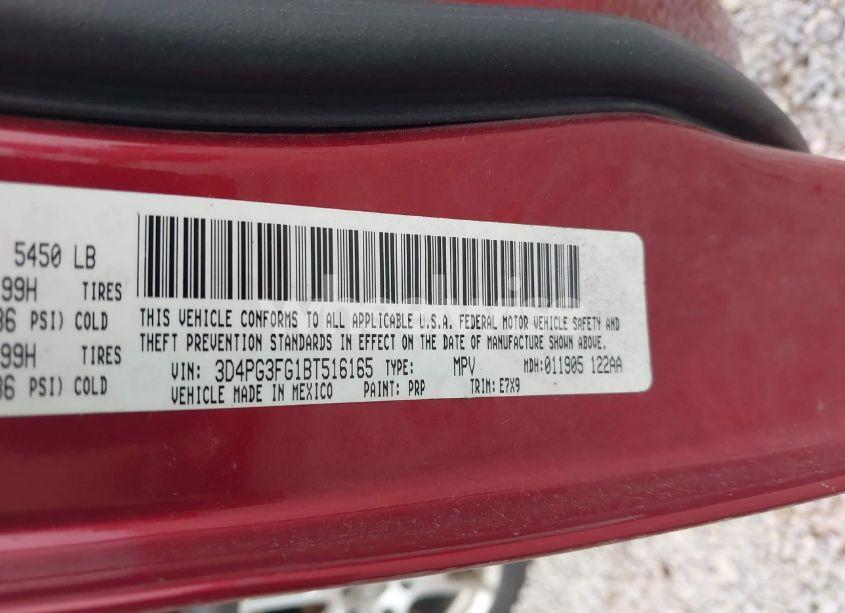 5450 LB
99H TIRES
36 PSI) COLD
99H TIRES
36 PSI) COLD
THIS VEHICLE CONFORMS TO ALL APPLICABLE U.S.A. FEDERAL MOTOR VEHICLE SAFETY AND
THEFT PREVENTION STANDARDS IN EFFECT ON THE DATE OF MANUFACTURE SHOWN ABOVE.
VIN: 3D4PG3FG1BT516165 TYPE: MPV MDH:011905 122AA
VEHICLE MADE IN MEXICO PAINT: PRP TRIM: E7X9